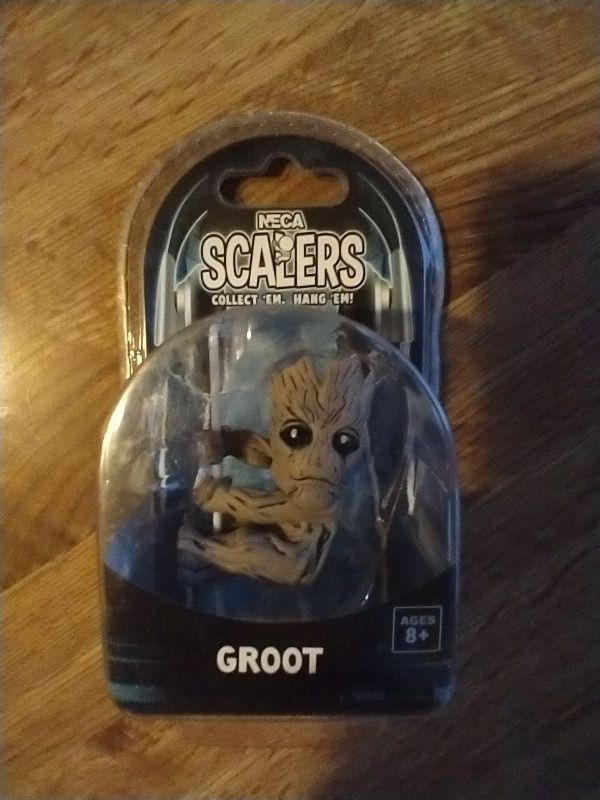 NECA
SCALERS
COLLECT 'EM. HANG 'EM!
AGES
8+
GROOT